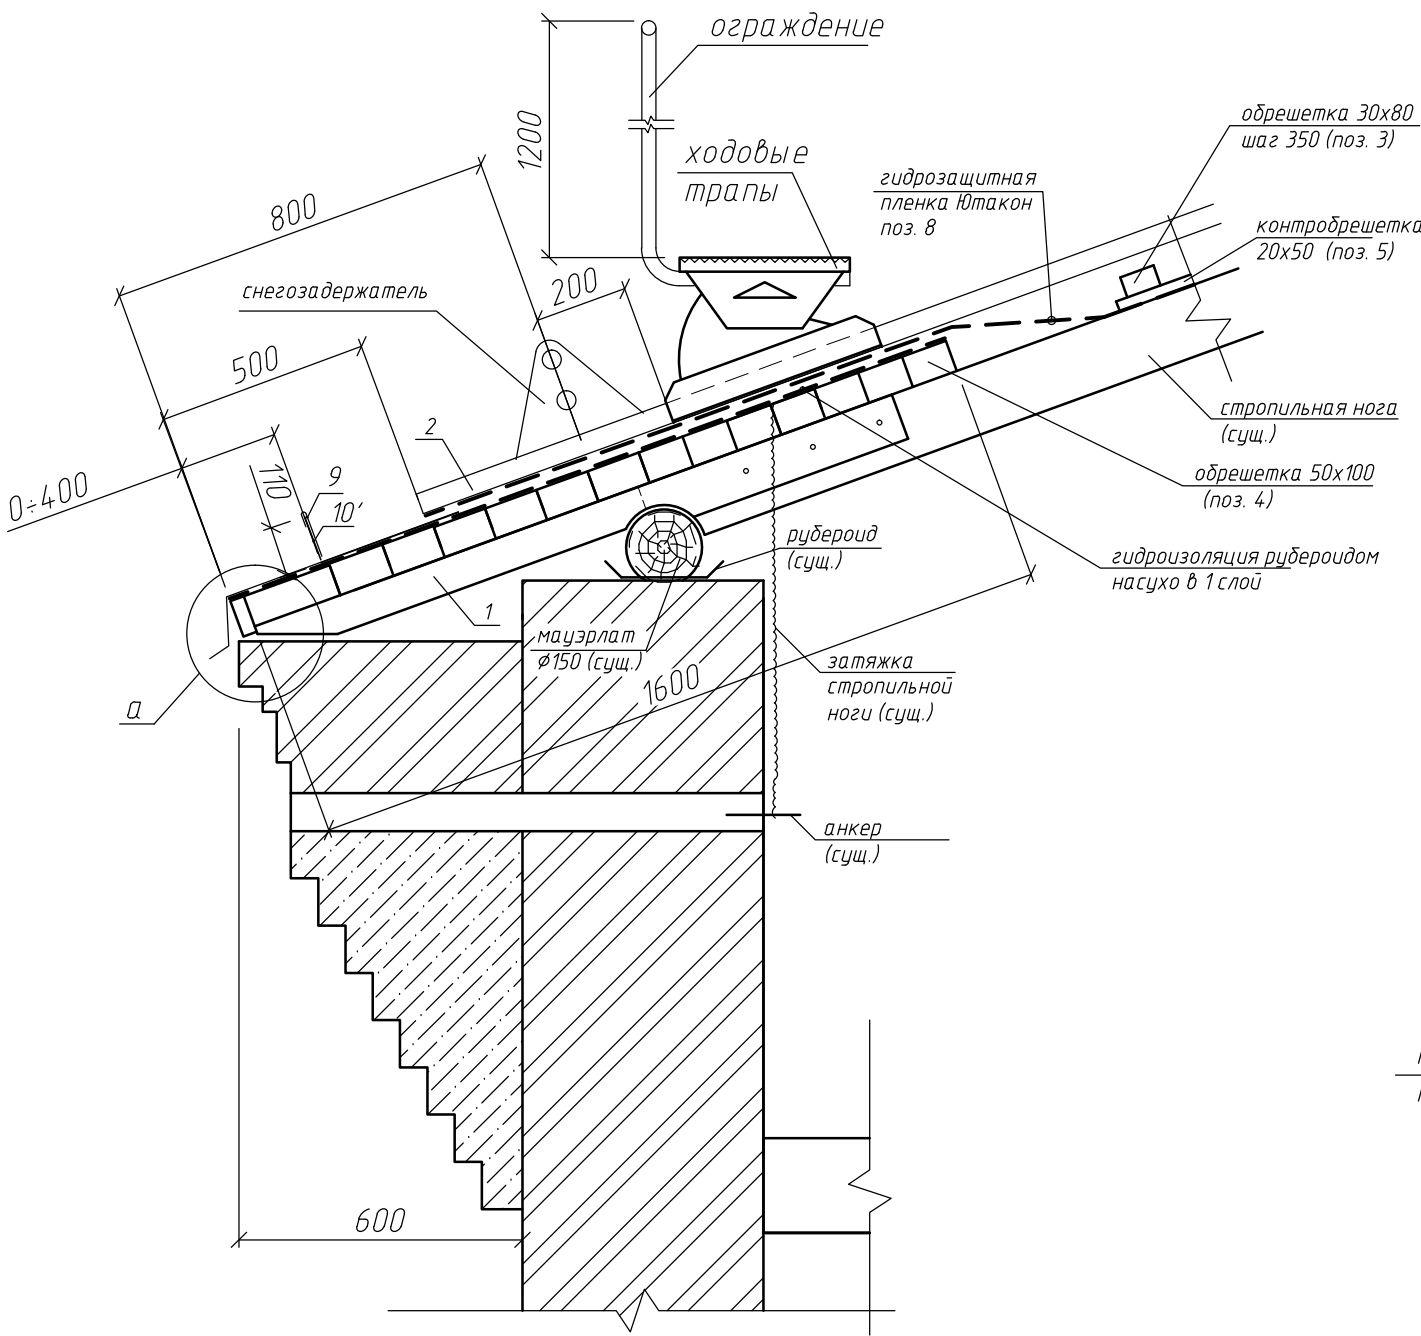 ограждение
1200
ходовые
трапы
обрешетка 30х80
шаг 350 (поз. 3)
гидрозащитная
пленка Ютакон
поз. 8
контробрешетка
20х50 (поз. 5)
800
снегозадержатель
200
500
2
стропильная нога
(сущ.)
обрешетка 50х100
(поз. 4)
0÷400
110
9
10'
рубероид
(сущ.)
гидроизоляция рубероидом
насухо в 1 слой
1
мауэрлат
ф150 (сущ.)
1600
затяжка
стропильной
ноги (сущ.)
а
анкер
(сущ.)
600